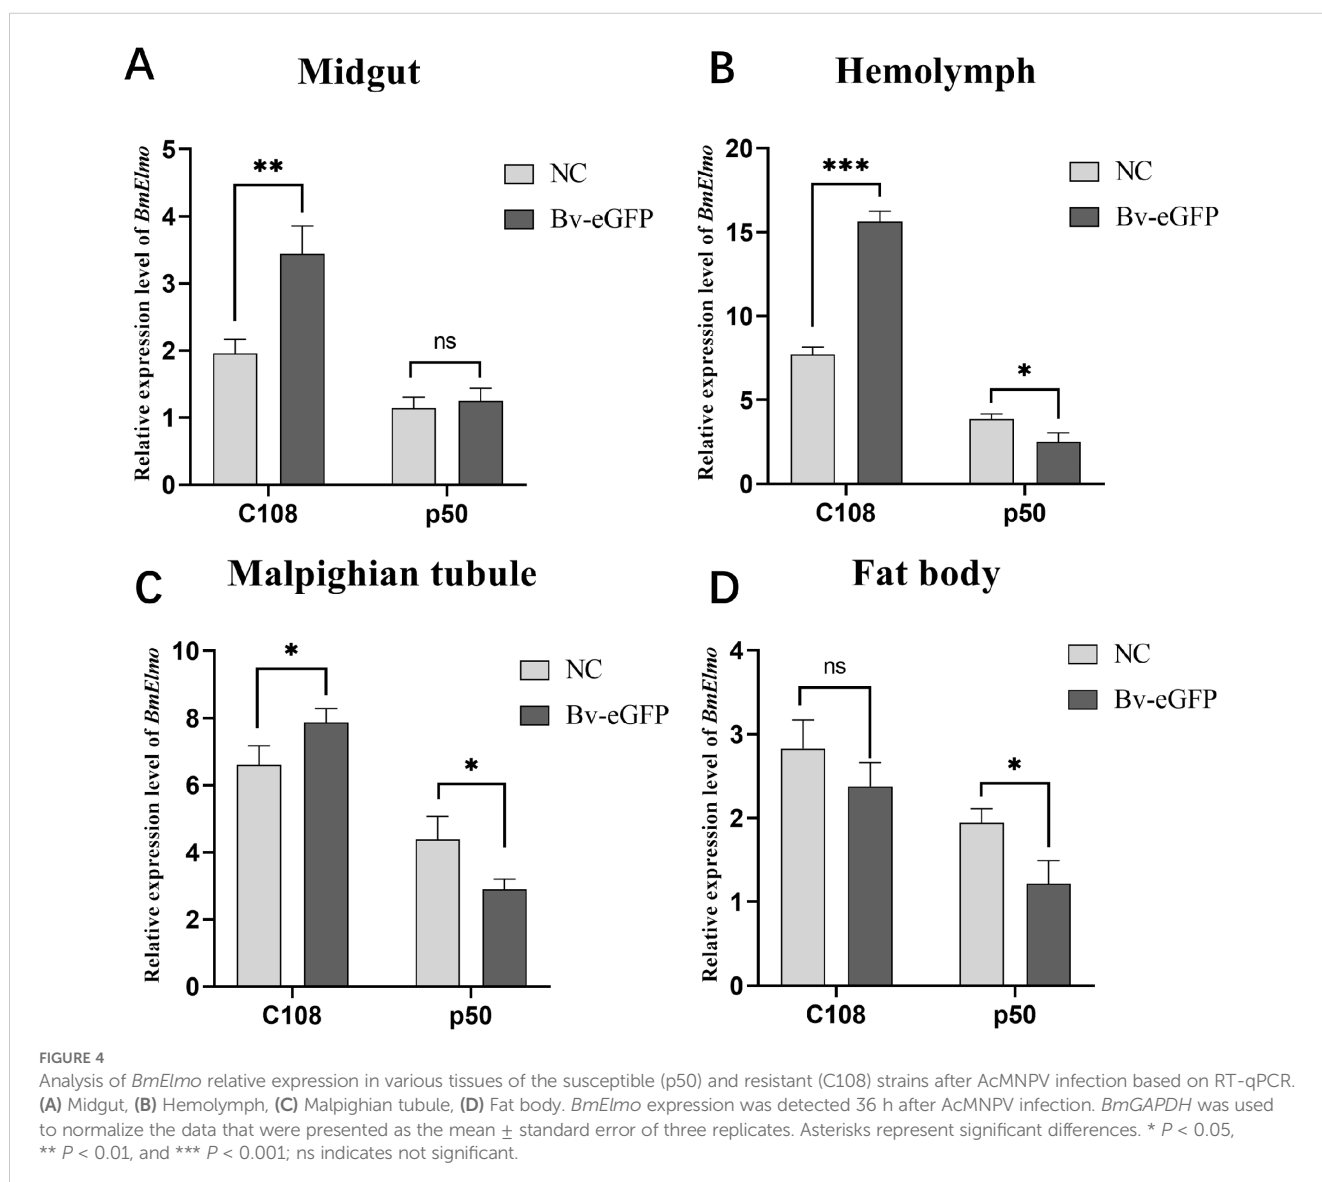 A
Midgut
Relative expression level of BmElmo
5
4
3
2
1
0
**
ns
NC
Bv-eGFP
C108
p50
B
Hemolymph
Relative expression level of BmElmo
20
15
10
5
0
***
*
NC
Bv-eGFP
C108
p50
C
Malpighian tubule
Relative expression level of BmElmo
10
8
6
4
2
0
*
*
NC
Bv-eGFP
C108
p50
D
Fat body
Relative expression level of BmElmo
4
3
2
1
0
ns
*
NC
Bv-eGFP
C108
p50
FIGURE 4
Analysis of BmElmo relative expression in various tissues of the susceptible (p50) and resistant (C108) strains after AcMNPV infection based on RT-qPCR.
(A) Midgut, (B) Hemolymph, (C) Malpighian tubule, (D) Fat body. BmElmo expression was detected 36 h after AcMNPV infection. BmGAPDH was used
to normalize the data that were presented as the mean ± standard error of three replicates. Asterisks represent significant differences. * P < 0.05,
** P < 0.01, and *** P < 0.001; ns indicates not significant.